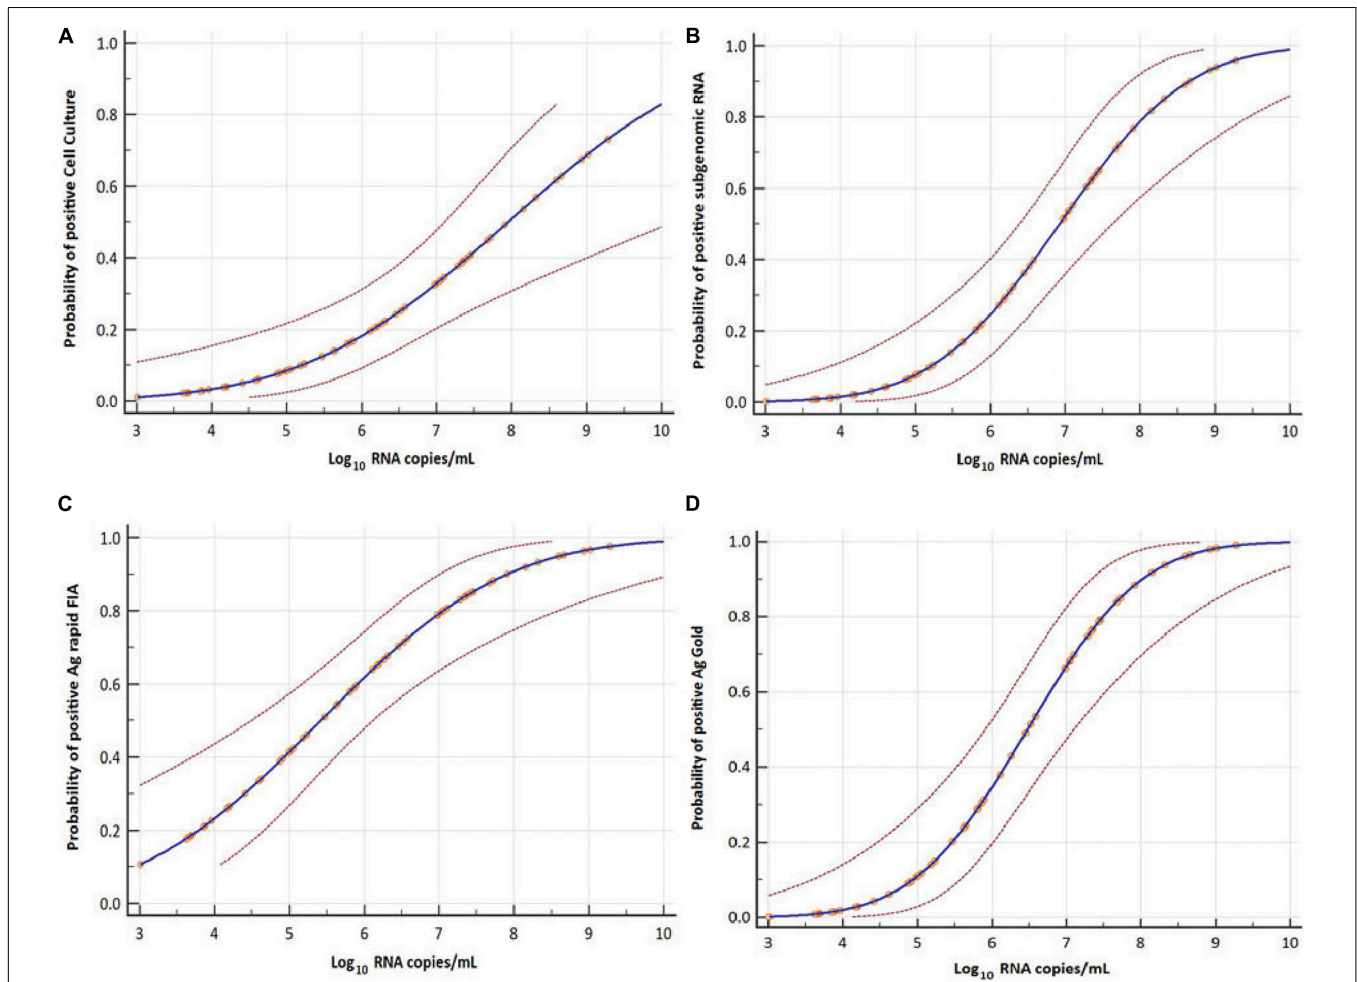 A
Probability of positive Cell Culture
1.0
0.8
0.6
0.4
0.2
0.0
3 4 5 6 7 8 9 10
Log10 RNA copies/mL
B
Probability of positive subgenomic RNA
1.0
0.8
0.6
0.4
0.2
0.0
3 4 5 6 7 8 9 10
Log10 RNA copies/mL
C
Probability of positive Ag rapid FIA
1.0
0.8
0.6
0.4
0.2
0.0
3 4 5 6 7 8 9 10
Log10 RNA copies/mL
D
Probability of positive Ag Gold
1.0
0.8
0.6
0.4
0.2
0.0
3 4 5 6 7 8 9 10
Log10 RNA copies/mL